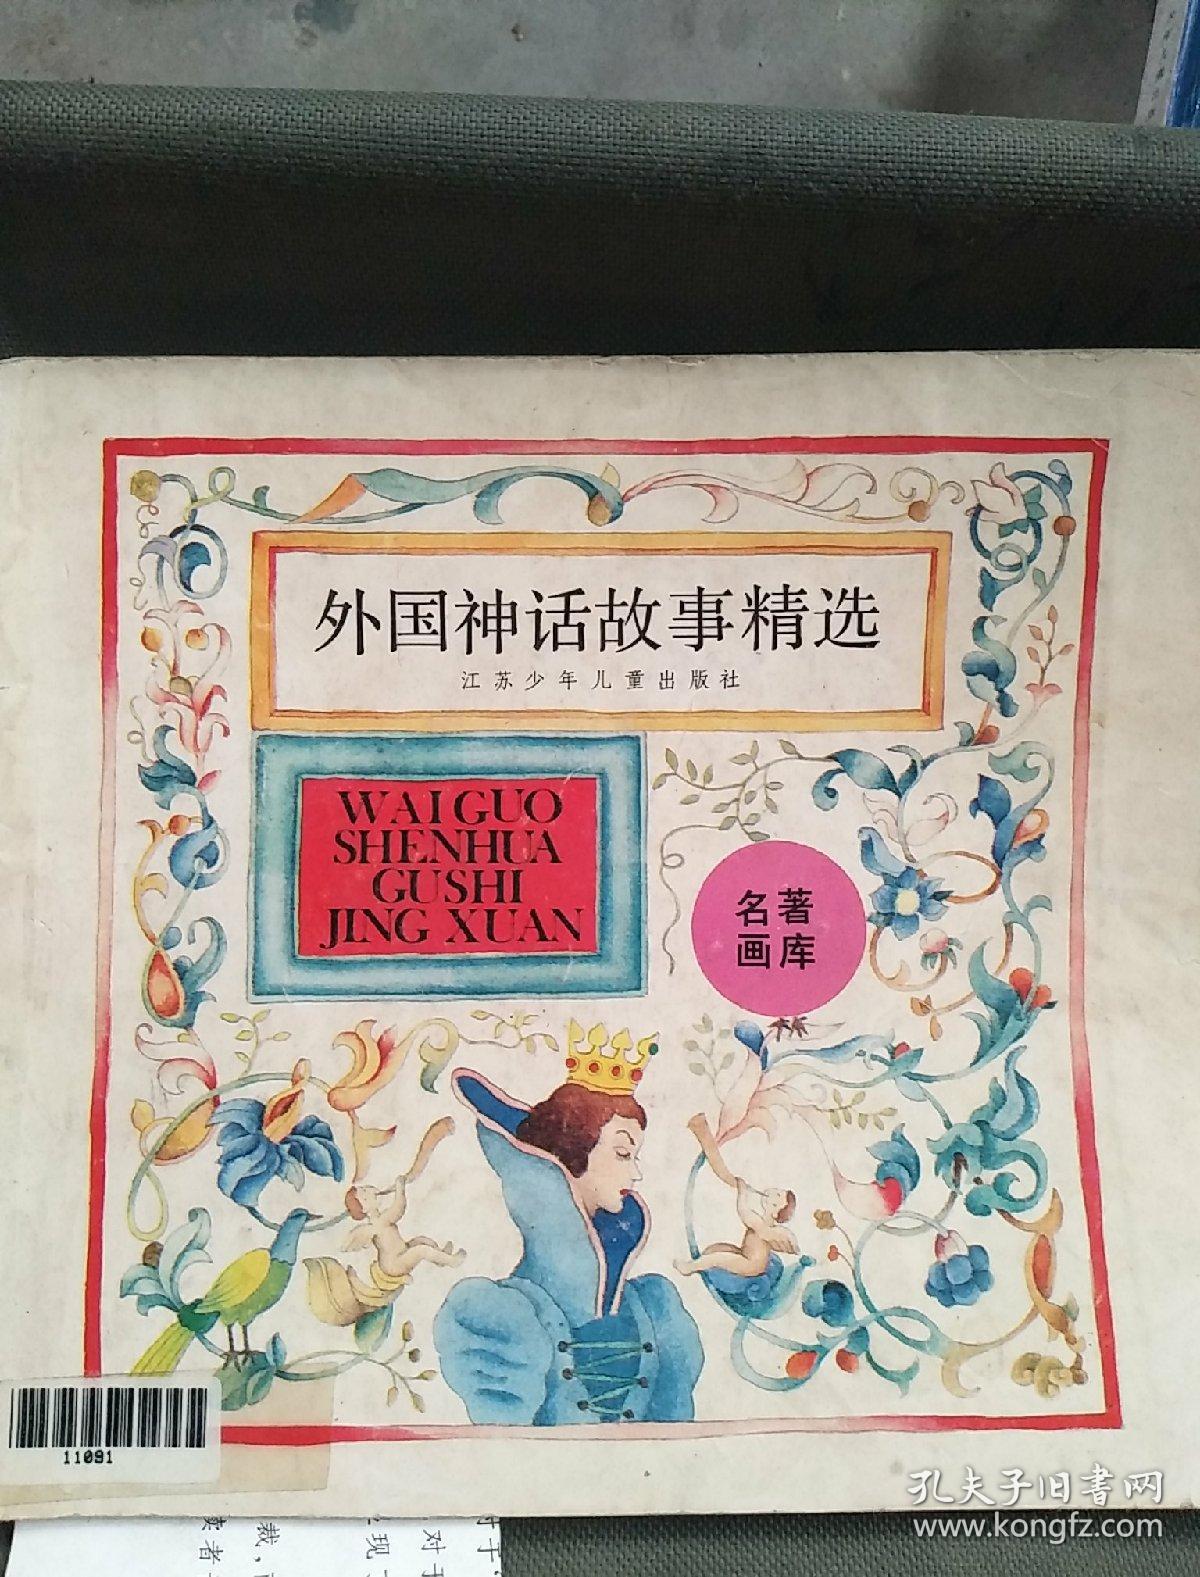 外国神话故事精选
江苏少年儿童出版社
WAI GUO
SHENHUA
GUSHI
JING XUAN
名著
画库
11091
孔夫子旧书网
www.kongfz.com